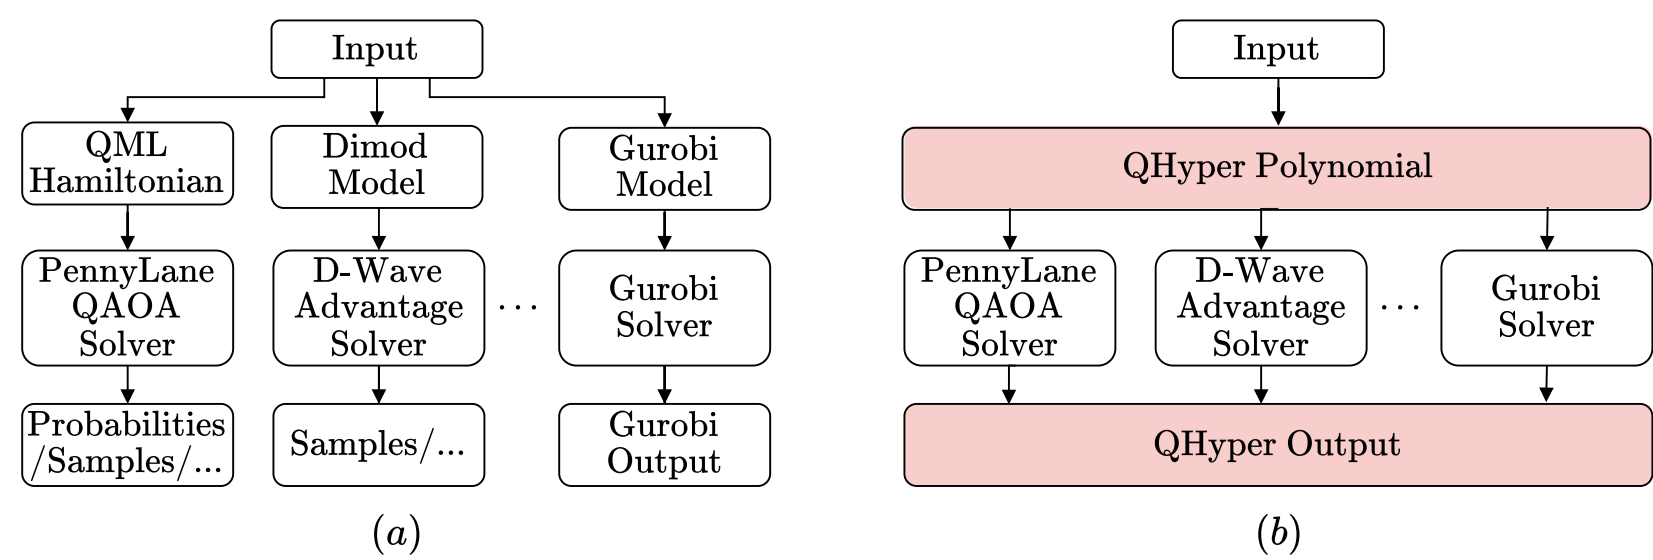 Input
QML
Hamiltonian
Dimod
Model
Gurobi
Model
PennyLane
QAOA
Solver
D-Wave
Advantage
Solver
...
Gurobi
Solver
Probabilities
/Samples/...
Samples/...
Gurobi
Output
(a)
Input
QHyper Polynomial
PennyLane
QAOA
Solver
D-Wave
Advantage
Solver
...
Gurobi
Solver
QHyper Output
(b)